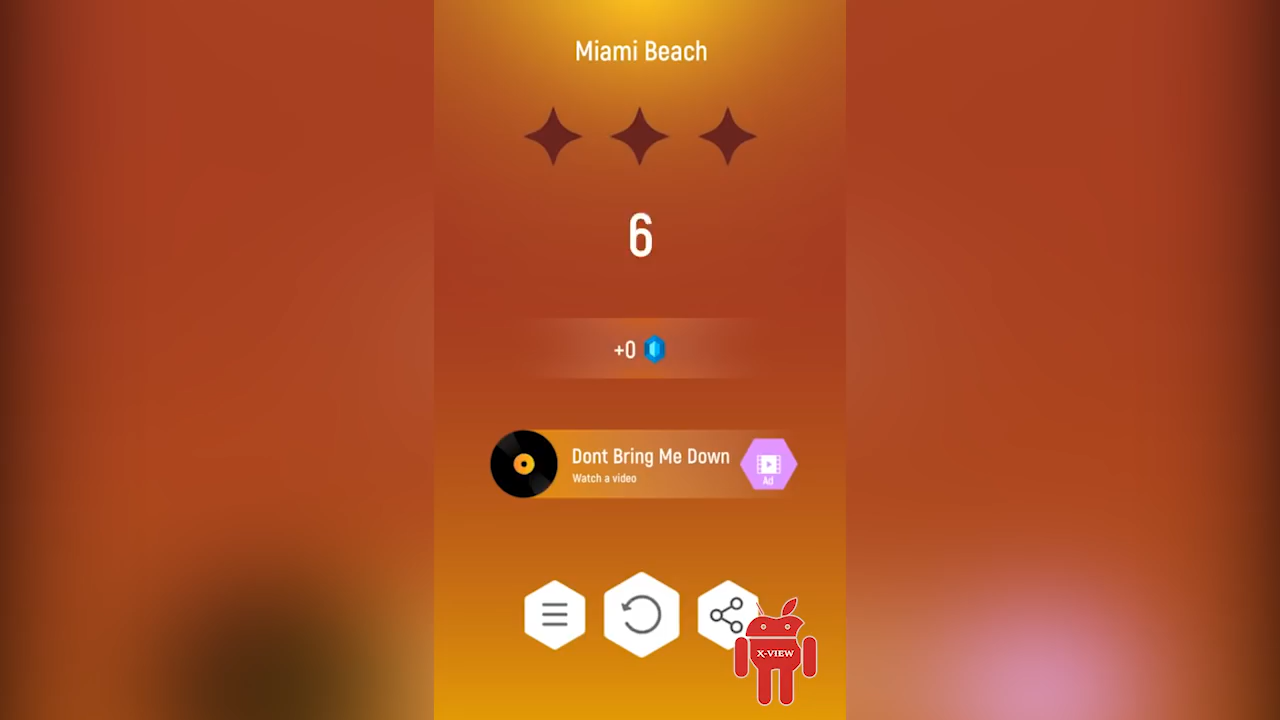 Miami Beach
6
+0
Dont Bring Me Down
Watch a video
Ad
X-VIEW